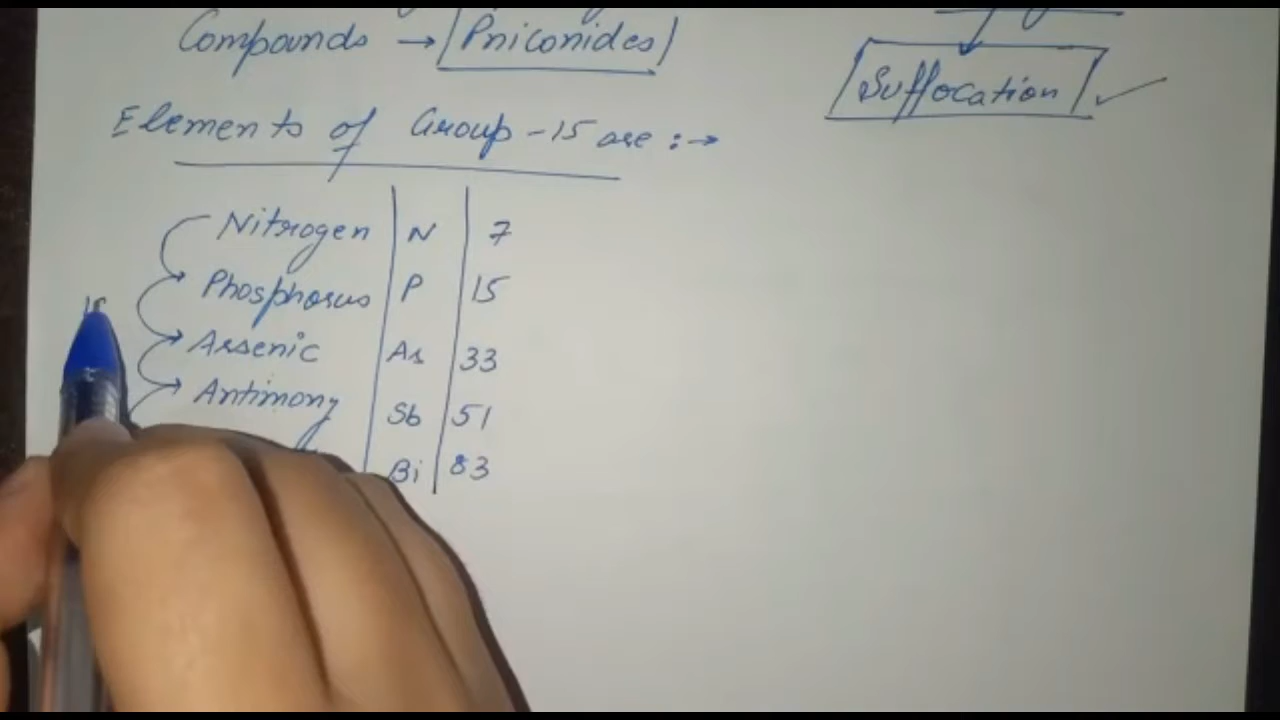 Compounds → Pniconides
Suffocation ✓
Elements of Group -15 are :→
Nitrogen N 7
Phosphorus P 15
Arsenic As 33
Antimony Sb 51
Bi 83